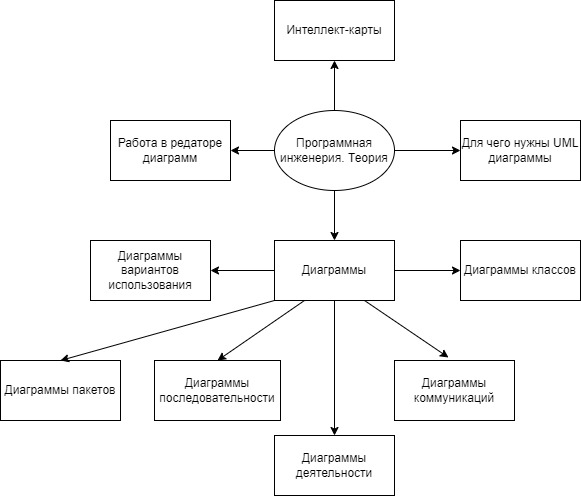 Интеллект-карты
Работа в редаторе
диаграмм
Программная
инженерия. Теория
Для чего нужны UML
диаграммы
Диаграммы
вариантов
использования
Диаграммы
Диаграммы классов
Диаграммы пакетов
Диаграммы
последовательности
Диаграммы
коммуникаций
Диаграммы
деятельности